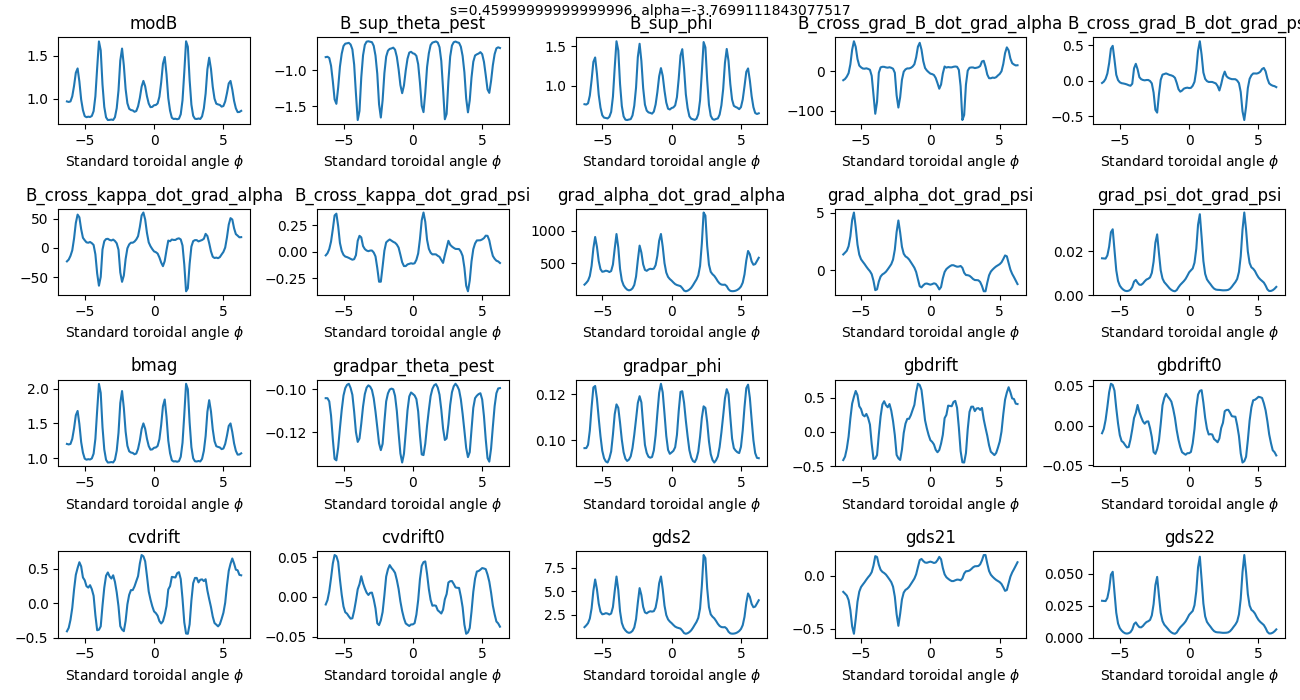 s=0.45999999999999996, alpha=-3.7699111843077517
modB B_sup_theta_pest B_sup_phi B_cross_grad_B_dot_grad_alpha B_cross_grad_B_dot_grad_ps
1.5
1.0
−5 0 5
Standard toroidal angle ϕ
−1.0
−1.5
−5 0 5
Standard toroidal angle ϕ
1.5
1.0
−5 0 5
Standard toroidal angle ϕ
0
−100
−5 0 5
Standard toroidal angle ϕ
0.5
0.0
−0.5
−5 0 5
Standard toroidal angle ϕ
B_cross_kappa_dot_grad_alpha B_cross_kappa_dot_grad_psi grad_alpha_dot_grad_alpha grad_alpha_dot_grad_psi grad_psi_dot_grad_psi
50
0
−50
−5 0 5
Standard toroidal angle ϕ
0.25
0.00
−0.25
−5 0 5
Standard toroidal angle ϕ
1000
500
−5 0 5
Standard toroidal angle ϕ
5
0
−5 0 5
Standard toroidal angle ϕ
0.02
0.00
−5 0 5
Standard toroidal angle ϕ
bmag gradpar_theta_pest gradpar_phi gbdrift gbdrift0
2.0
1.5
1.0
−5 0 5
Standard toroidal angle ϕ
−0.10
−0.12
−5 0 5
Standard toroidal angle ϕ
0.12
0.10
−5 0 5
Standard toroidal angle ϕ
0.5
0.0
−0.5
−5 0 5
Standard toroidal angle ϕ
0.05
0.00
−0.05
−5 0 5
Standard toroidal angle ϕ
cvdrift cvdrift0 gds2 gds21 gds22
0.5
0.0
−0.5
−5 0 5
Standard toroidal angle ϕ
0.05
0.00
−0.05
−5 0 5
Standard toroidal angle ϕ
7.5
5.0
2.5
−5 0 5
Standard toroidal angle ϕ
0.0
−0.5
−5 0 5
Standard toroidal angle ϕ
0.050
0.025
0.000
−5 0 5
Standard toroidal angle ϕ